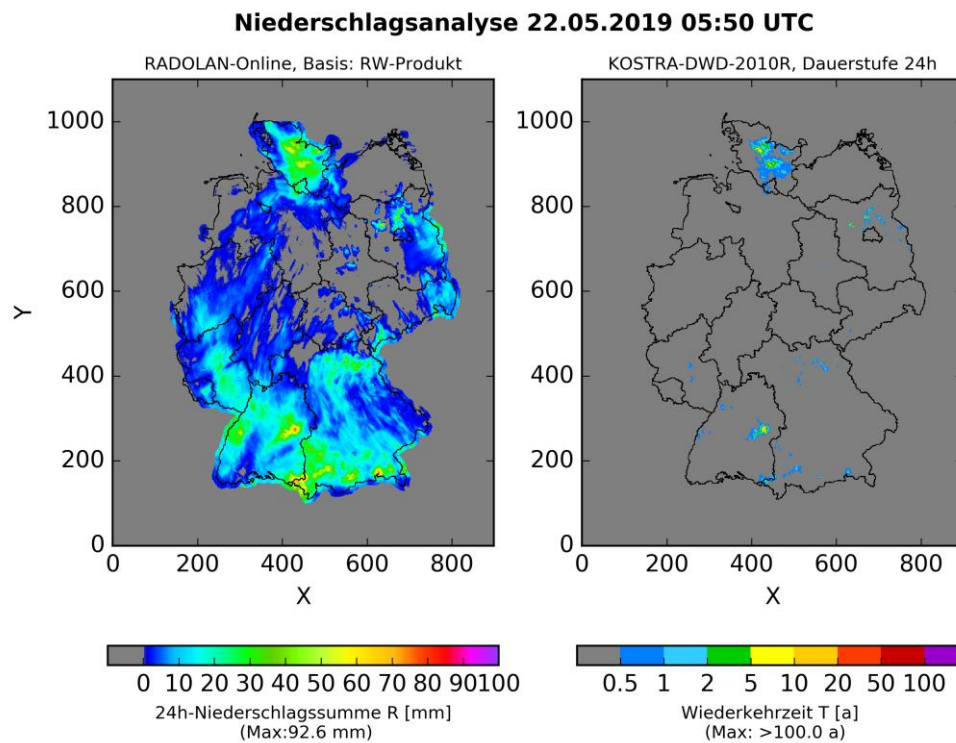 Niederschlagsanalyse 22.05.2019 05:50 UTC
RADOLAN-Online, Basis: RW-Produkt
1000
800
600
400
200
0
Y
0 200 400 600 800
X
0 10 20 30 40 50 60 70 80 90 100
24h-Niederschlagssumme R [mm]
(Max:92.6 mm)
KOSTRA-DWD-2010R, Dauerstufe 24h
1000
800
600
400
200
0
0 200 400 600 800
X
0.5 1 2 5 10 20 50 100
Wiederkehrzeit T [a]
(Max: >100.0 a)